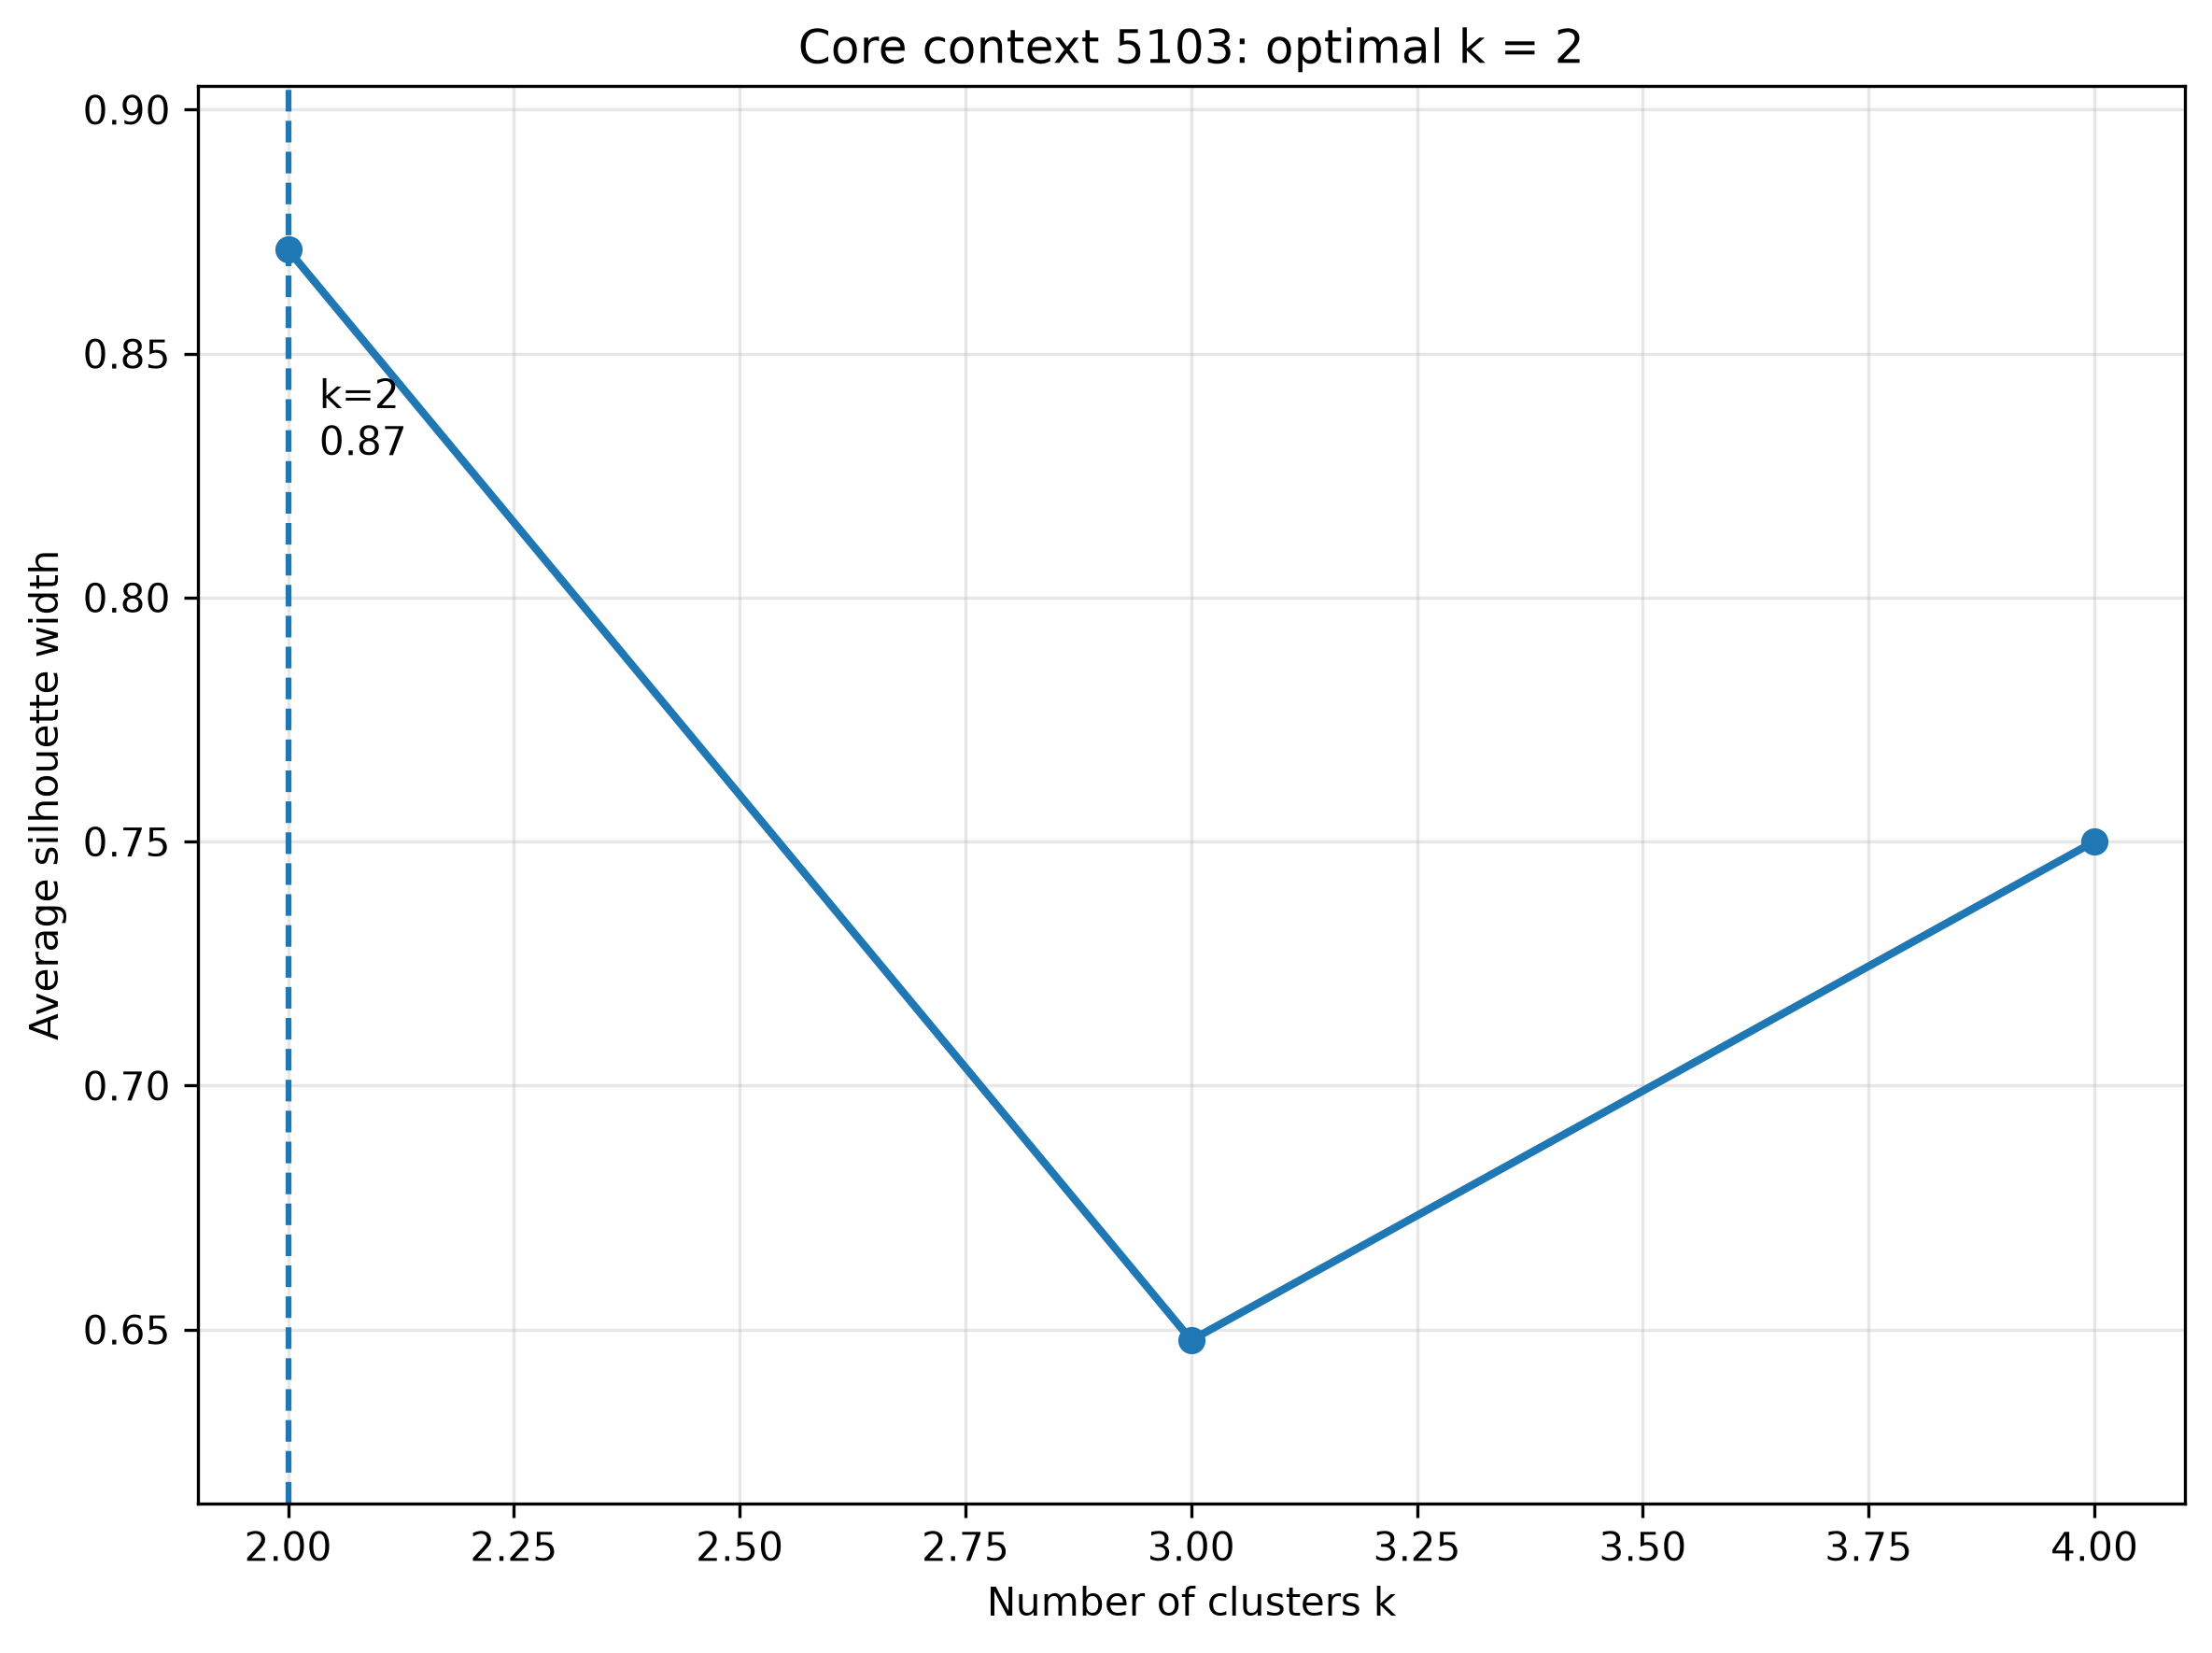 Core context 5103: optimal k = 2
0.90
0.85
0.80
0.75
0.70
0.65
Average silhouette width
k=2
0.87
2.00 2.25 2.50 2.75 3.00 3.25 3.50 3.75 4.00
Number of clusters k